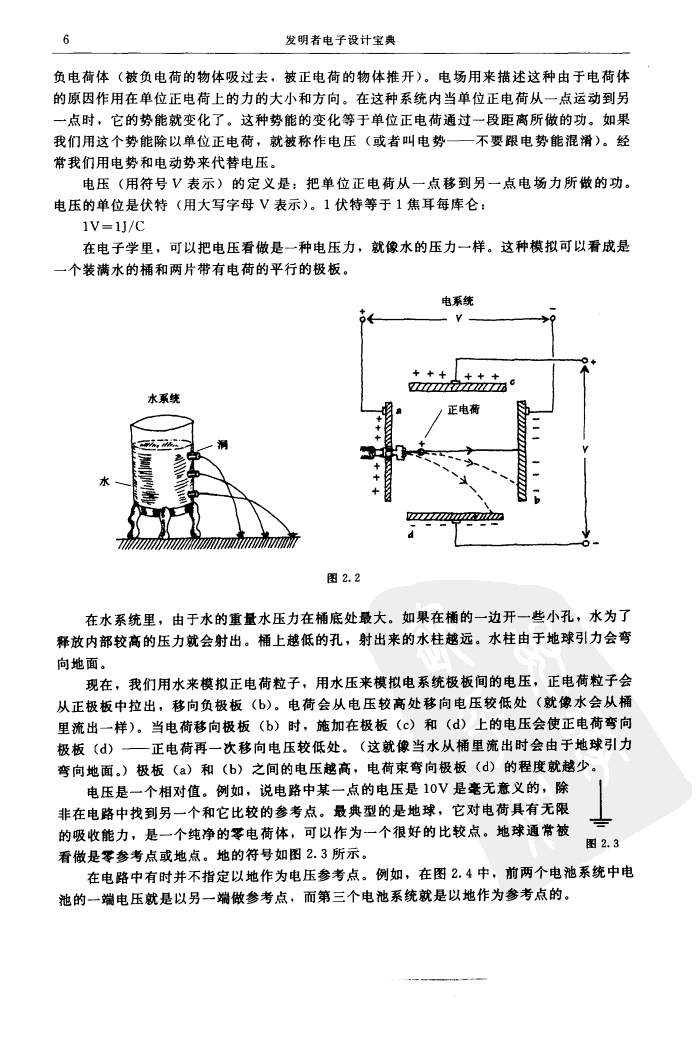 6
发明者电子设计宝典
负电荷体（被负电荷的物体吸过去，被正电荷的物体推开）。电场用来描述这种由于电荷体
的原因作用在单位正电荷上的力的大小和方向。在这种系统内当单位正电荷从一点运动到另
一点时，它的势能就变化了。这种势能的变化等于单位正电荷通过一段距离所做的功。如果
我们用这个势能除以单位正电荷，就被称作电压（或者叫电势——不要跟电势能混淆）。经
常我们用电势和电动势来代替电压。
电压（用符号 V 表示）的定义是：把单位正电荷从一点移到另一点电场力所做的功。
电压的单位是伏特（用大写字母 V 表示）。1 伏特等于 1 焦耳每库仑：
1V＝1J/C
在电子学里，可以把电压看做是一种电压力，就像水的压力一样。这种模拟可以看成是
一个装满水的桶和两片带有电荷的平行的极板。
电系统
+ V −
+
+ + + + + +
c
水系统
a
正电荷
洞
水
V
b
d
−
图 2.2
在水系统里，由于水的重量水压力在桶底处最大。如果在桶的一边开一些小孔，水为了
释放内部较高的压力就会射出。桶上越低的孔，射出来的水柱越远。水柱由于地球引力会弯
向地面。
现在，我们用水来模拟正电荷粒子，用水压来模拟电系统极板间的电压，正电荷粒子会
从正极板中拉出，移向负极板（b)。电荷会从电压较高处移向电压较低处（就像水会从桶
里流出一样）。当电荷移向极板（b）时，施加在极板（c）和（d）上的电压会使正电荷弯向
极板（d）——正电荷再一次移向电压较低处。（这就像当水从桶里流出时会由于地球引力
弯向地面。）极板（a）和（b）之间的电压越高，电荷束弯向极板（d）的程度就越少。
电压是一个相对值。例如，说电路中某一点的电压是 10V 是毫无意义的，除
非在电路中找到另一个和它比较的参考点。最典型的是地球，它对电荷具有无限
的吸收能力，是一个纯净的零电荷体，可以作为一个很好的比较点。地球通常被
看做是零参考点或地点。地的符号如图 2.3 所示。
图 2.3
在电路中有时并不指定以地作为电压参考点。例如，在图 2.4 中，前两个电池系统中电
池的一端电压就是以另一端做参考点，而第三个电池系统就是以地作为参考点的。